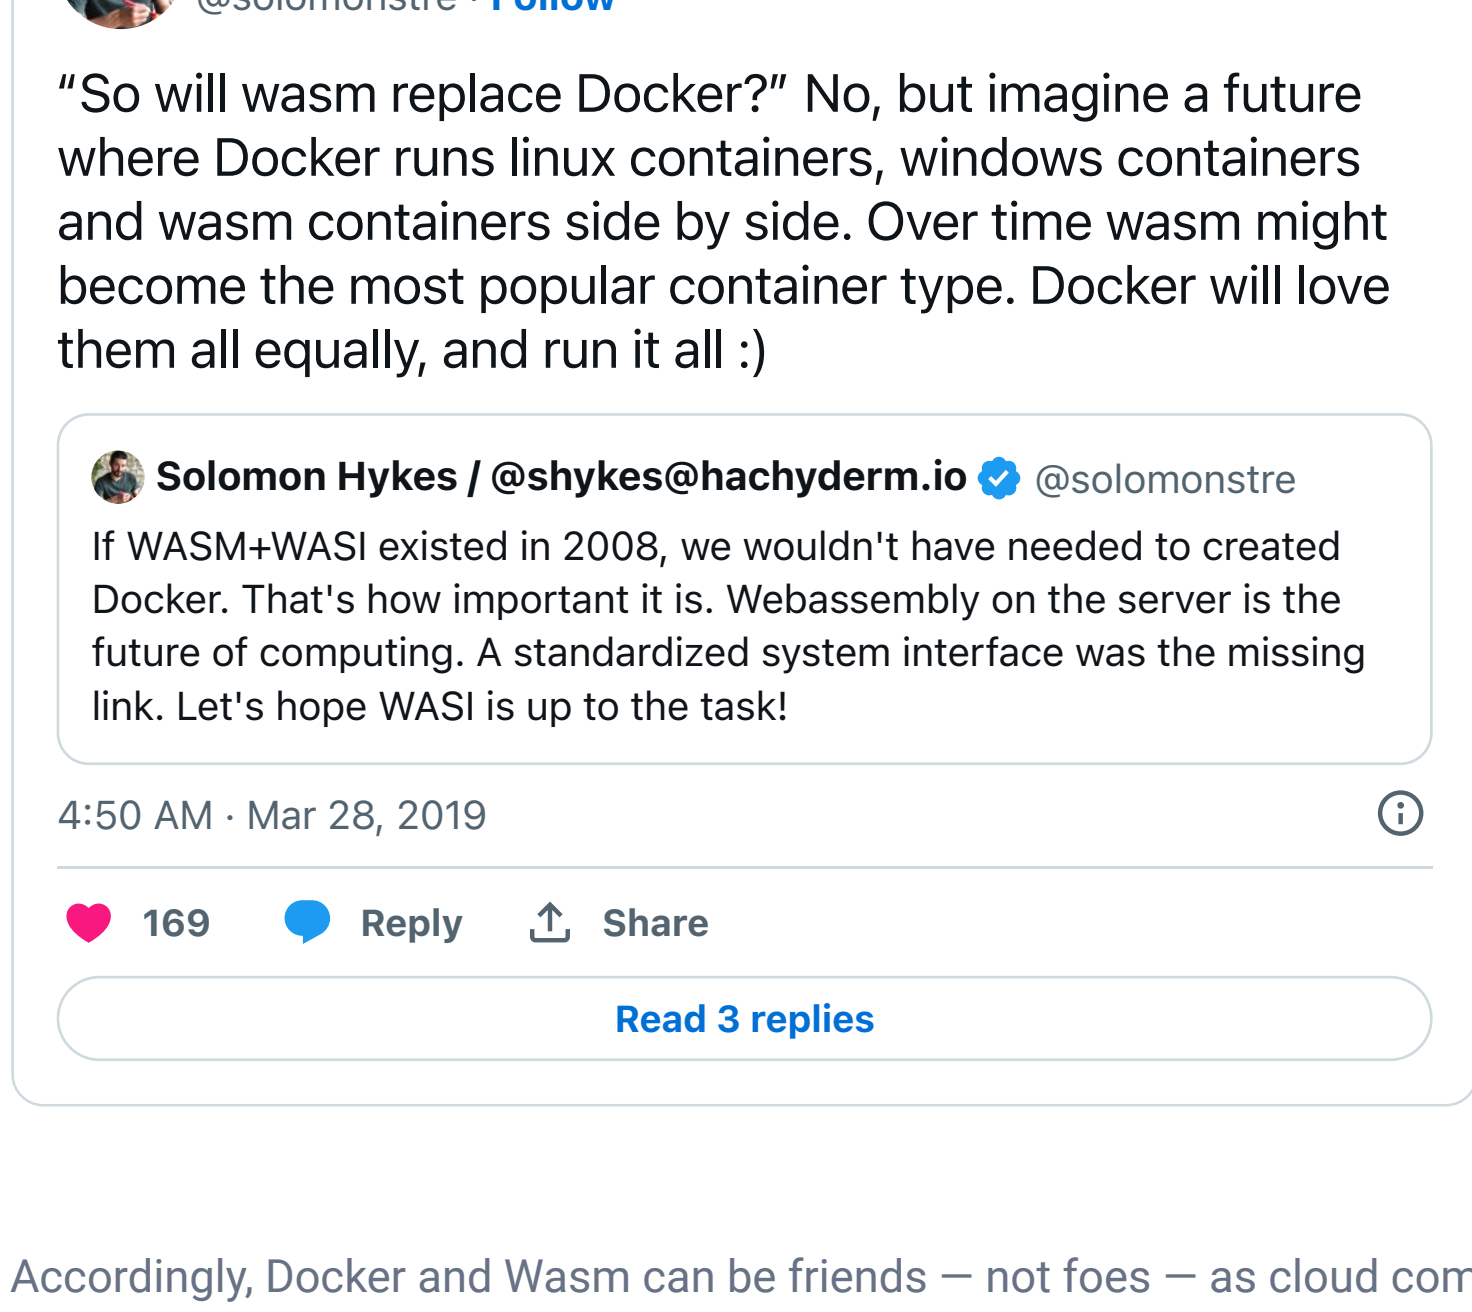 @solomonstre · Follow
“So will wasm replace Docker?” No, but imagine a future
where Docker runs linux containers, windows containers
and wasm containers side by side. Over time wasm might
become the most popular container type. Docker will love
them all equally, and run it all :)
Solomon Hykes / @shykes@hachyderm.io @solomonstre
If WASM+WASI existed in 2008, we wouldn't have needed to created
Docker. That's how important it is. Webassembly on the server is the
future of computing. A standardized system interface was the missing
link. Let's hope WASI is up to the task!
4:50 AM · Mar 28, 2019
169 Reply Share
Read 3 replies
Accordingly, Docker and Wasm can be friends — not foes — as cloud com